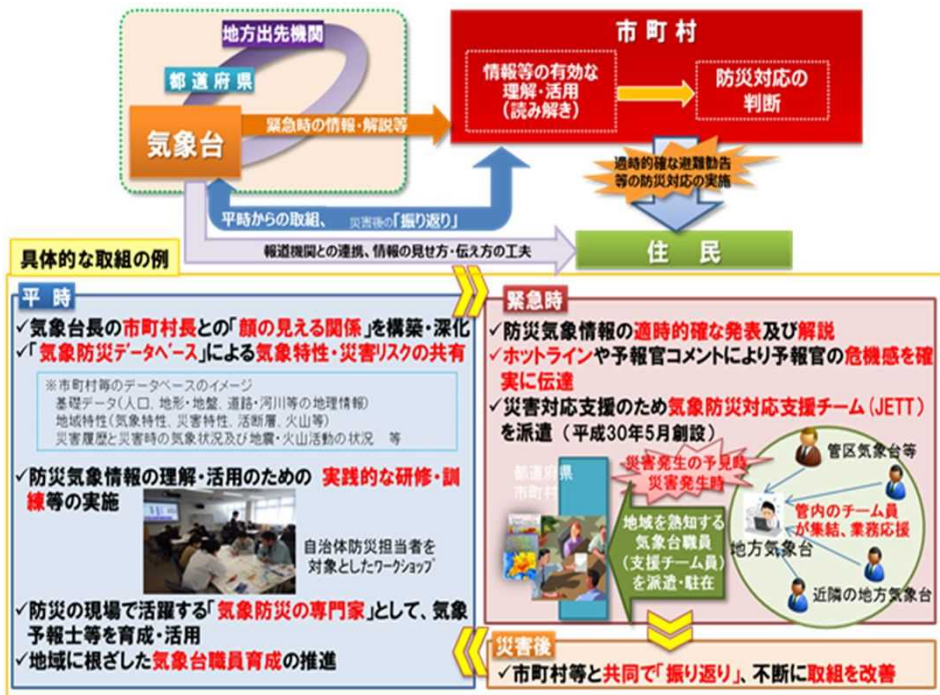 地方出先機関
都道府県
気象台
緊急時の情報・解説等
市町村
情報等の有効な
理解・活用
(読み解き)
防災対応の
判断
適時的確な避難勧告
等の防災対応の実施
平時からの取組、 災害後の「振り返り」
報道機関との連携、情報の見せ方・伝え方の工夫
住民
具体的な取組の例
平時
✓気象台長の市町村長との「顔の見える関係」を構築・深化
✓「気象防災データベース」による気象特性・災害リスクの共有
※市町村等のデータベースのイメージ
基礎データ(人口、地形・地盤、道路・河川等の地理情報)
地域特性(気象特性、災害特性、活断層、火山等)
災害履歴と災害時の気象状況及び地震・火山活動の状況 等
✓防災気象情報の理解・活用のための 実践的な研修・訓
練等の実施
自治体防災担当者を
対象としたワークショップ
✓防災の現場で活躍する「気象防災の専門家」として、気象
予報士等を育成・活用
✓地域に根ざした気象台職員育成の推進
緊急時
✓防災気象情報の適時的確な発表及び解説
✓ホットラインや予報官コメントにより予報官の危機感を確
実に伝達
✓災害対応支援のため気象防災対応支援チーム(JETT)
を派遣 (平成30年5月創設)
都道府県
市町村
災害発生の予見時
災害発生時
地域を熟知する
気象台職員
(支援チーム員)
を派遣・駐在
管区気象台等
管内のチーム員
が集結、業務応援
地方気象台
近隣の地方気象台
災害後
✓市町村等と共同で「振り返り」、不断に取組を改善